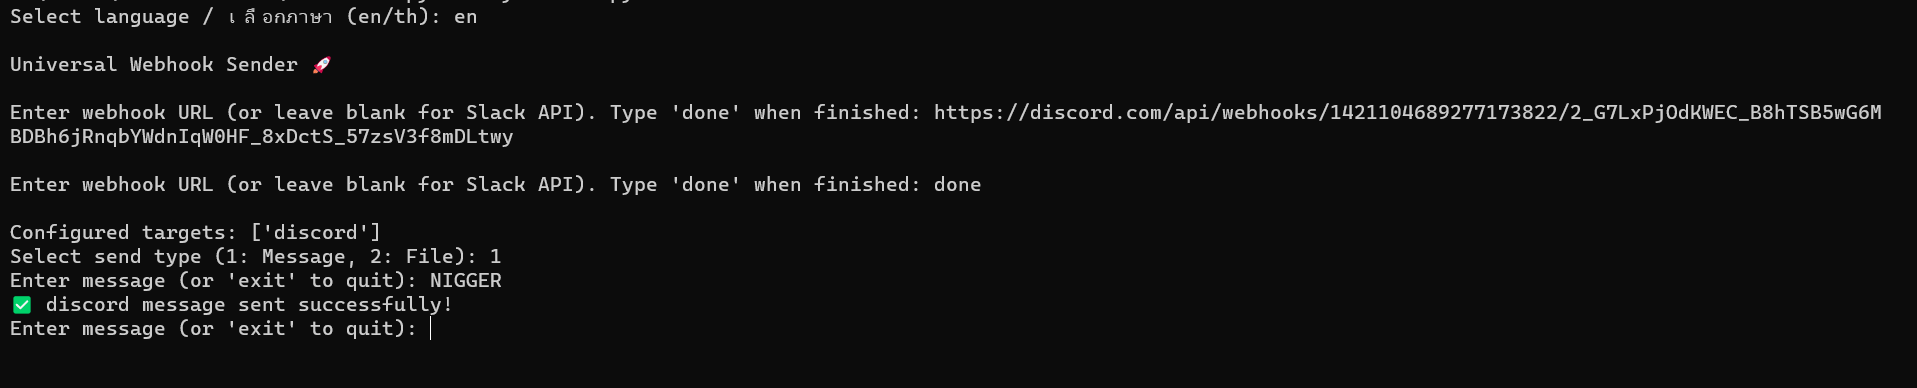 Select language / เลือกภาษา (en/th): en
Universal Webhook Sender 🚀
Enter webhook URL (or leave blank for Slack API). Type 'done' when finished: https://discord.com/api/webhooks/1421104689277173822/2_G7LxPjOdKWEC_B8hTSB5wG6M
BDBh6jRnqbYWdnIqW0HF_8xDctS_57zsV3f8mDLtwy
Enter webhook URL (or leave blank for Slack API). Type 'done' when finished: done
Configured targets: ['discord']
Select send type (1: Message, 2: File): 1
Enter message (or 'exit' to quit): NIGGER
✅ discord message sent successfully!
Enter message (or 'exit' to quit):